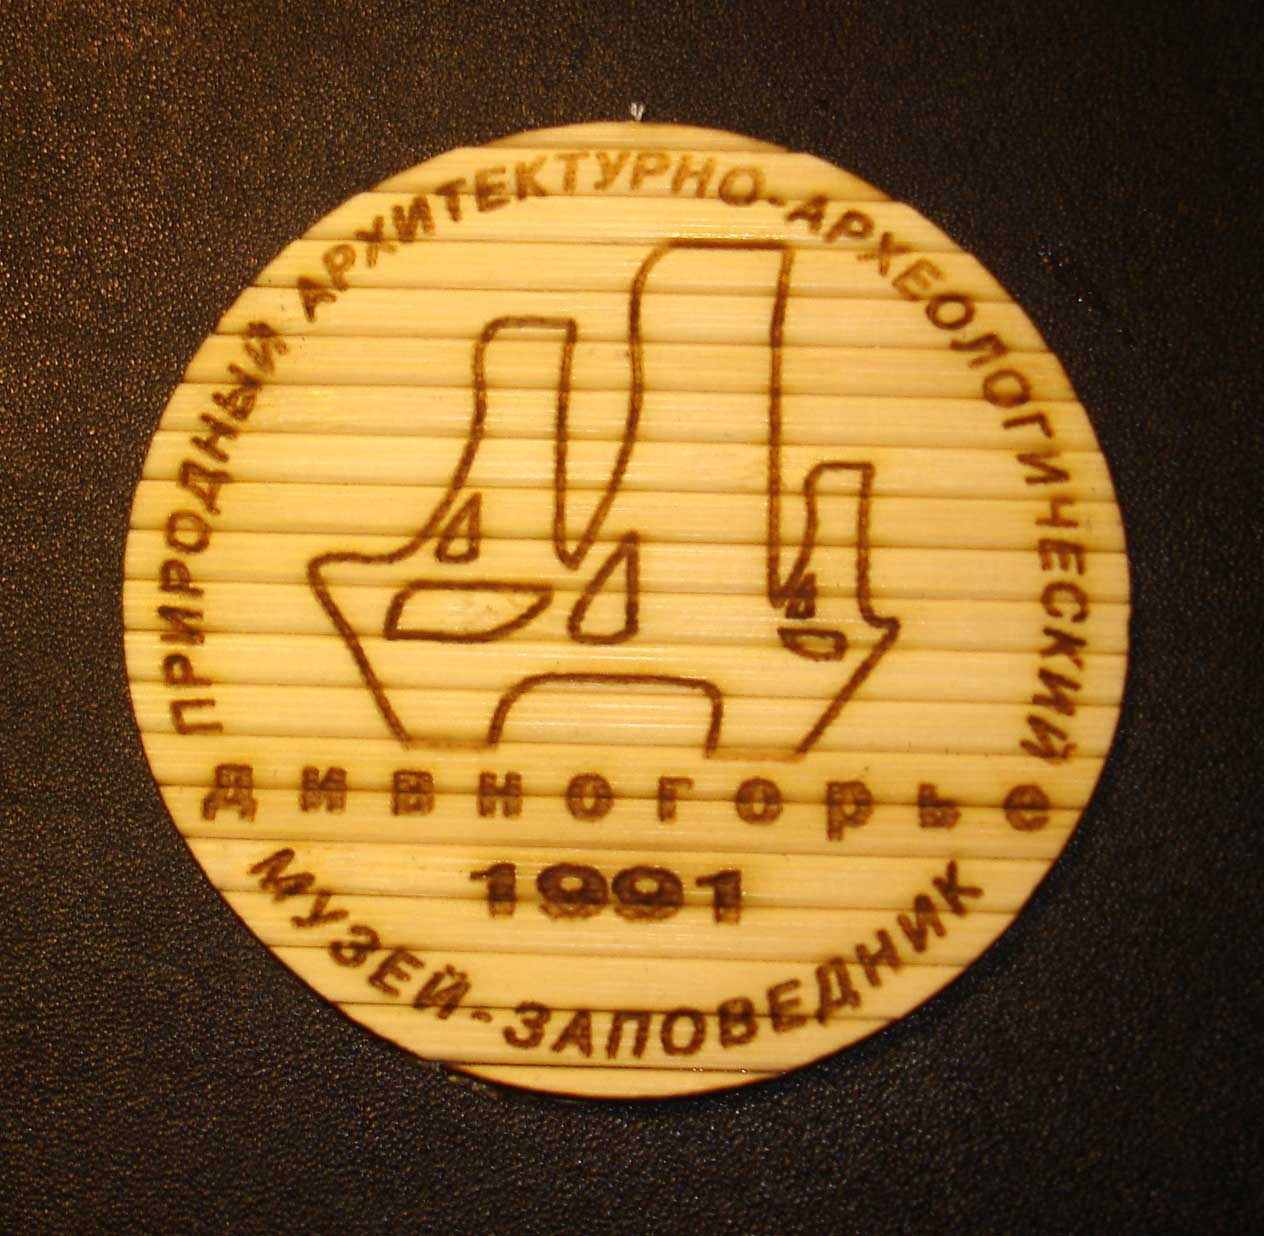 ПРИРОДНЫЙ АРХИТЕКТУРНО-АРХЕОЛОГИЧЕСКИЙ
дивногорье
1991
МУЗЕЙ-ЗАПОВЕДНИК